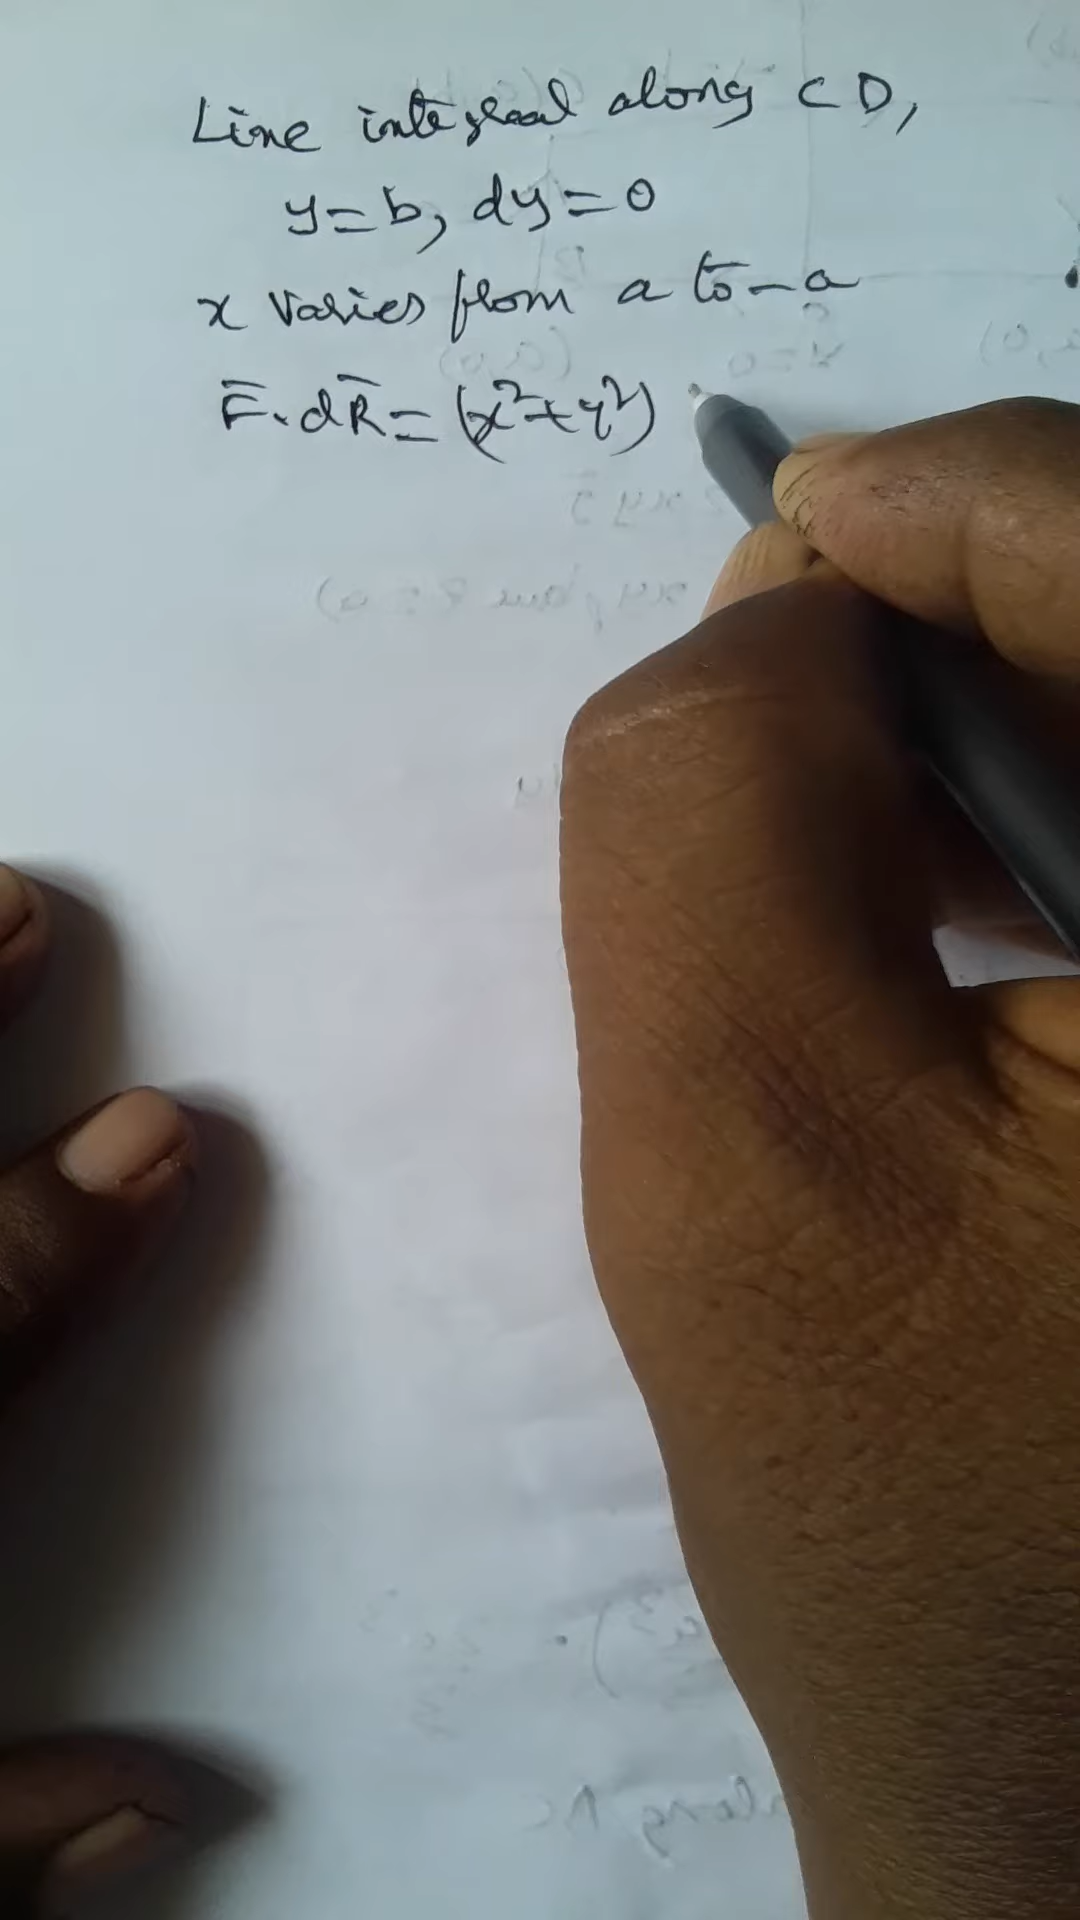 Line integral along CD,
y=b, dy=0
x varies from a to -a
F̄.dR̄=(x²+y²)